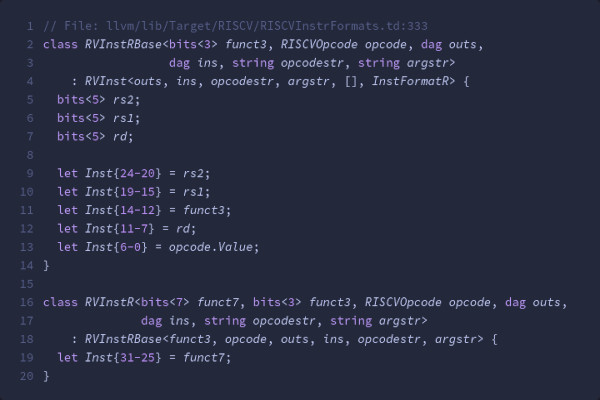 1 // File: llvm/lib/Target/RISCV/RISCVInstrFormats.td:333
2 class RVInstRBase<bits<3> funct3, RISCVOpcode opcode, dag outs,
3                   dag ins, string opcodestr, string argstr>
4     : RVInst<outs, ins, opcodestr, argstr, [], InstFormatR> {
5   bits<5> rs2;
6   bits<5> rs1;
7   bits<5> rd;
8
9   let Inst{24-20} = rs2;
10   let Inst{19-15} = rs1;
11   let Inst{14-12} = funct3;
12   let Inst{11-7} = rd;
13   let Inst{6-0} = opcode.Value;
14 }
15
16 class RVInstR<bits<7> funct7, bits<3> funct3, RISCVOpcode opcode, dag outs,
17               dag ins, string opcodestr, string argstr>
18     : RVInstRBase<funct3, opcode, outs, ins, opcodestr, argstr> {
19   let Inst{31-25} = funct7;
20 }